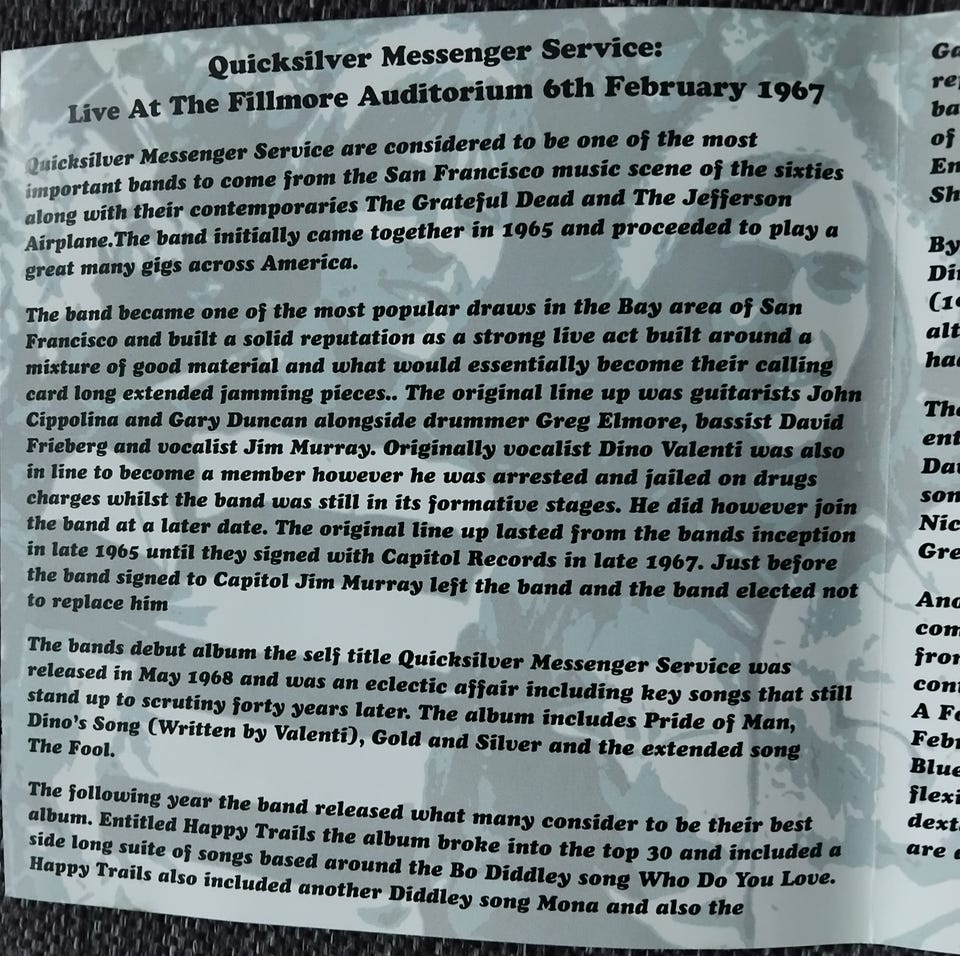 Quicksilver Messenger Service:
Live At The Fillmore Auditorium 6th February 1967
Quicksilver Messenger Service are considered to be one of the most
important bands to come from the San Francisco music scene of the sixties
along with their contemporaries The Grateful Dead and The Jefferson
Airplane.The band initially came together in 1965 and proceeded to play a
great many gigs across America.
The band became one of the most popular draws in the Bay area of San
Francisco and built a solid reputation as a strong live act built around a
mixture of good material and what would essentially become their calling
card long extended jamming pieces.. The original line up was guitarists John
Cippolina and Gary Duncan alongside drummer Greg Elmore, bassist David
Frieberg and vocalist Jim Murray. Originally vocalist Dino Valenti was also
in line to become a member however he was arrested and jailed on drugs
charges whilst the band was still in its formative stages. He did however join
the band at a later date. The original line up lasted from the bands inception
in late 1965 until they signed with Capitol Records in late 1967. Just before
the band signed to Capitol Jim Murray left the band and the band elected not
to replace him
The bands debut album the self title Quicksilver Messenger Service was
released in May 1968 and was an eclectic affair including key songs that still
stand up to scrutiny forty years later. The album includes Pride of Man,
Dino's Song (Written by Valenti), Gold and Silver and the extended song
The Fool.
The following year the band released what many consider to be their best
album. Entitled Happy Trails the album broke into the top 30 and included a
side long suite of songs based around the Bo Diddley song Who Do You Love.
Happy Trails also included another Diddley song Mona and also the
of
By
had
A
are